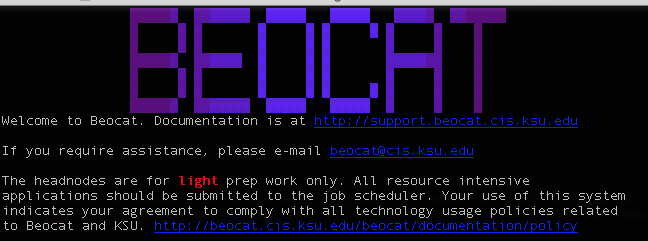 BEOCAT
Welcome to Beocat. Documentation is at http://support.beocat.cis.ksu.edu
If you require assistance, please e-mail beocat@cis.ksu.edu
The headnodes are for light prep work only. All resource intensive
applications should be submitted to the job scheduler. Your use of this system
indicates your agreement to comply with all technology usage policies related
to Beocat and KSU. http://beocat.cis.ksu.edu/beocat/documentation/policy